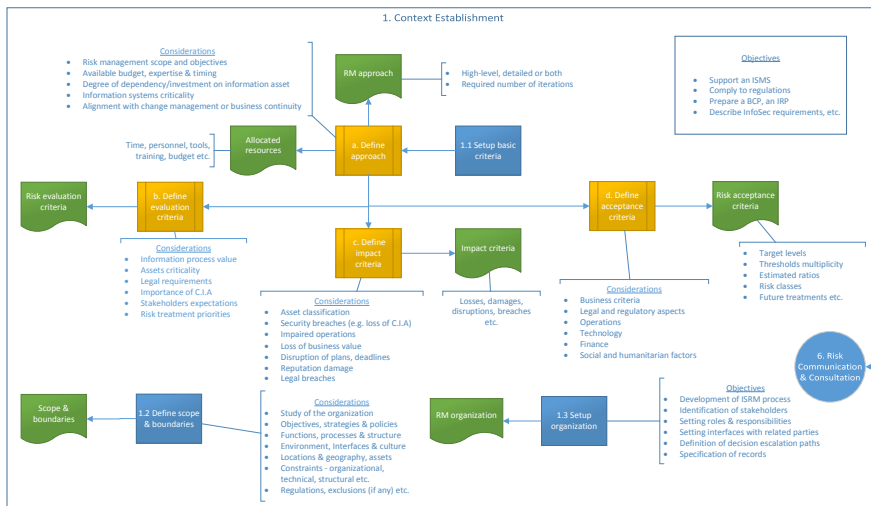 1. Context Establishment
Considerations
Risk management scope and objectives
Available budget, expertise & timing
Degree of dependency/investment on information asset
Information systems criticality
Alignment with change management or business continuity
RM approach
High-level, detailed or both
Required number of iterations
Objectives
Support an ISMS
Comply to regulations
Prepare a BCP, an IRP
Describe InfoSec requirements, etc.
Time, personnel, tools,
training, budget etc.
Allocated
resources
a. Define
approach
1.1 Setup basic
criteria
Risk evaluation
criteria
b. Define
evaluation
criteria
d. Define
acceptance
criteria
Risk acceptance
criteria
Considerations
Information process value
Assets criticality
Legal requirements
Importance of C.I.A
Stakeholders expectations
Risk treatment priorities
c. Define
impact
criteria
Impact criteria
Target levels
Thresholds multiplicity
Estimated ratios
Risk classes
Future treatments etc.
Considerations
Asset classification
Security breaches (e.g. loss of C.I.A)
Impaired operations
Loss of business value
Disruption of plans, deadlines
Reputation damage
Legal breaches
Losses, damages,
disruptions, breaches
etc.
Considerations
Business criteria
Legal and regulatory aspects
Operations
Technology
Finance
Social and humanitarian factors
6. Risk
Communication
& Consultation
Scope &
boundaries
1.2 Define scope
& boundaries
Considerations
Study of the organization
Objectives, strategies & policies
Functions, processes & structure
Environment, Interfaces & culture
Locations & geography, assets
Constraints - organizational,
technical, structural etc.
Regulations, exclusions (if any) etc.
RM organization
1.3 Setup
organization
Objectives
Development of ISRM process
Identification of stakeholders
Setting roles & responsibilities
Setting interfaces with related parties
Definition of decision escalation paths
Specification of records